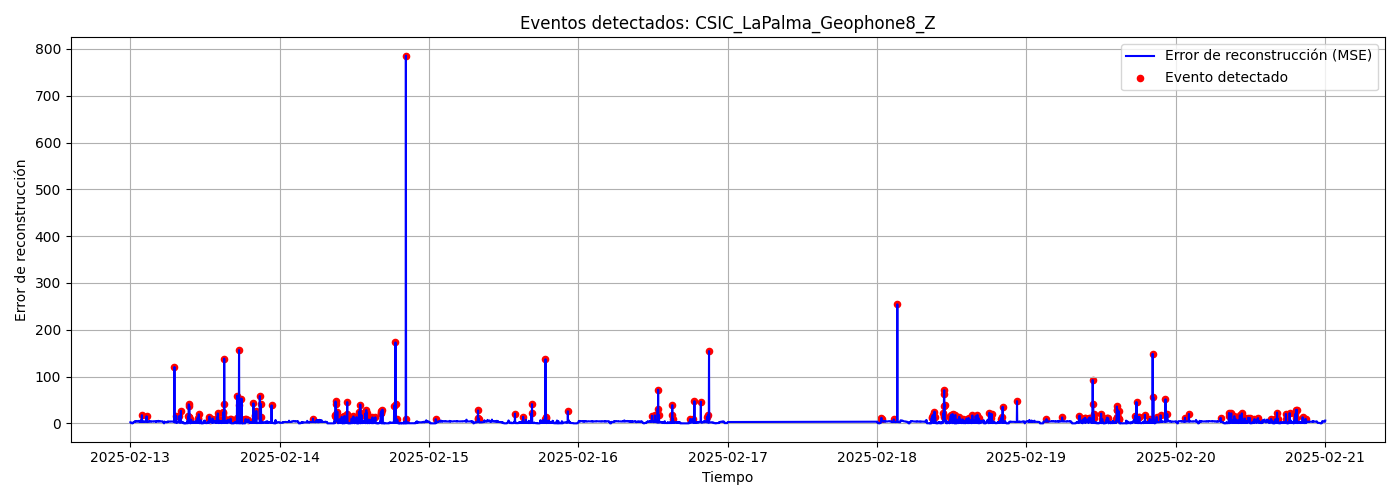 Eventos detectados: CSIC_LaPalma_Geophone8_Z
Error de reconstrucción (MSE)
Evento detectado
Error de reconstrucción
800
700
600
500
400
300
200
100
0
2025-02-13 2025-02-14 2025-02-15 2025-02-16 2025-02-17 2025-02-18 2025-02-19 2025-02-20 2025-02-21
Tiempo